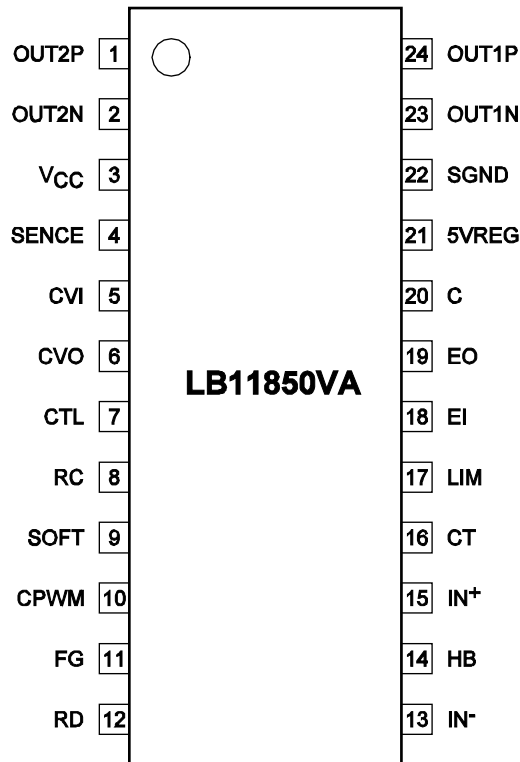 OUT2P 1 24 OUT1P
OUT2N 2 23 OUT1N
VCC 3 22 SGND
SENCE 4 21 5VREG
CVI 5 20 C
CVO 6 19 EO
LB11850VA
CTL 7 18 EI
RC 8 17 LIM
SOFT 9 16 CT
CPWM 10 15 IN+
FG 11 14 HB
RD 12 13 IN-